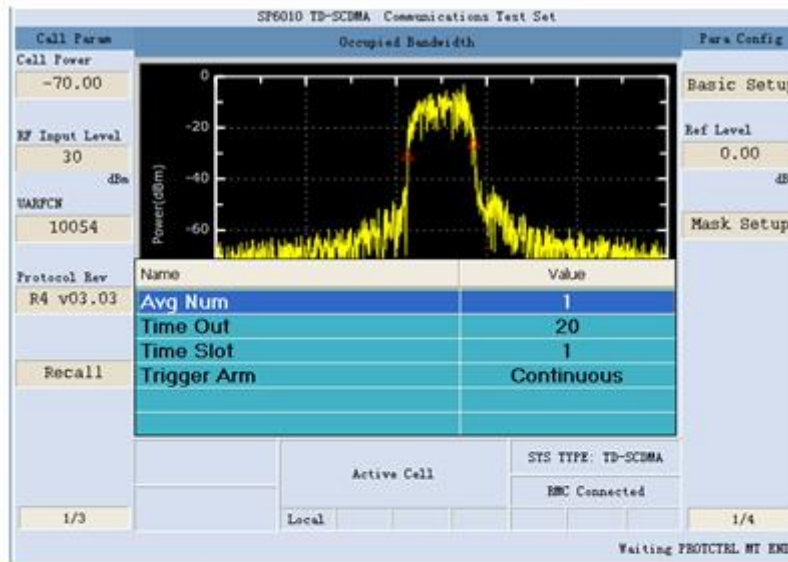 SP6010 TD-SCDMA Communications Test Set
Call Param
Occupied Bandwidth
Para Config
Call Power
-70.00
RF Input Level
30
dBm
UARFCN
10054
Protocol Rev
R4 v03.03
Recall
1/3
Power(dBm)
0
-20
-40
-60
Name Value
Avg Num 1
Time Out 20
Time Slot 1
Trigger Arm Continuous
Active Cell
SYS TYPE: TD-SCDMA
RMC Connected
Local
Basic Setup
Ref Level
0.00
dB
Mask Setup
1/4
Waiting PROTCTRL MT END